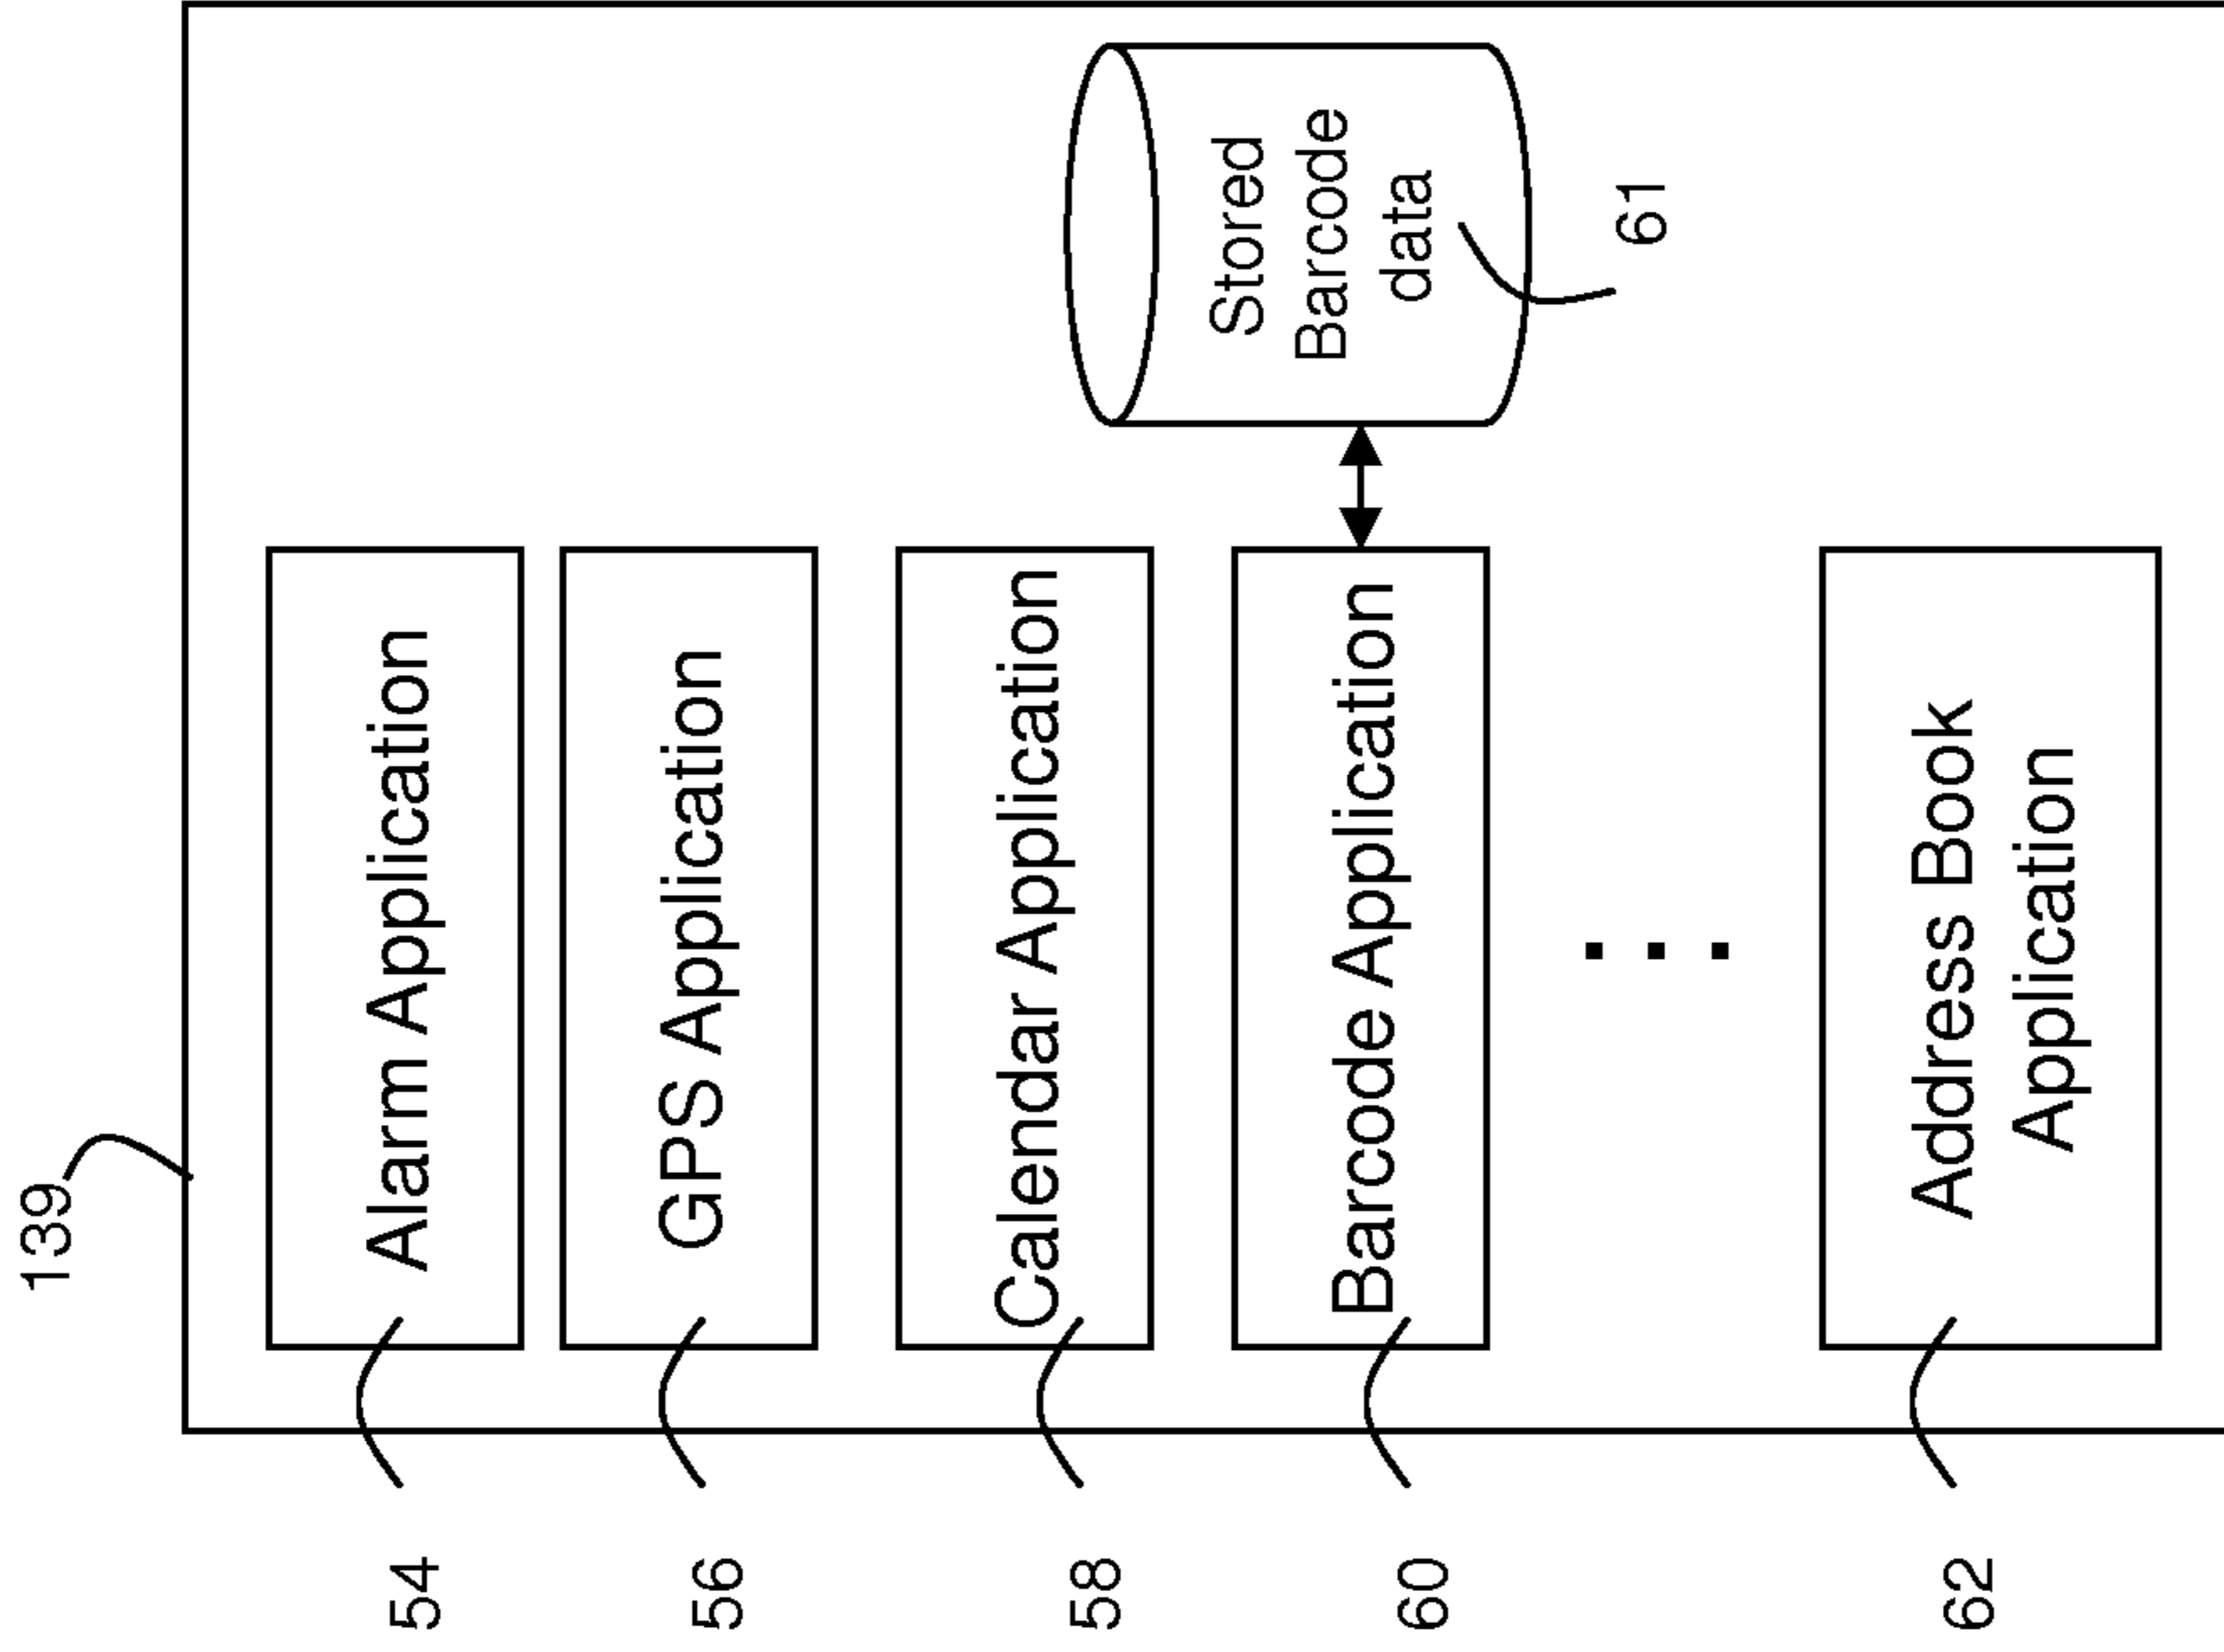 139
54
Alarm Application
56
GPS Application
58
Calendar Application
60
Barcode Application
Stored
Barcode
data
61
62
Address Book
Application